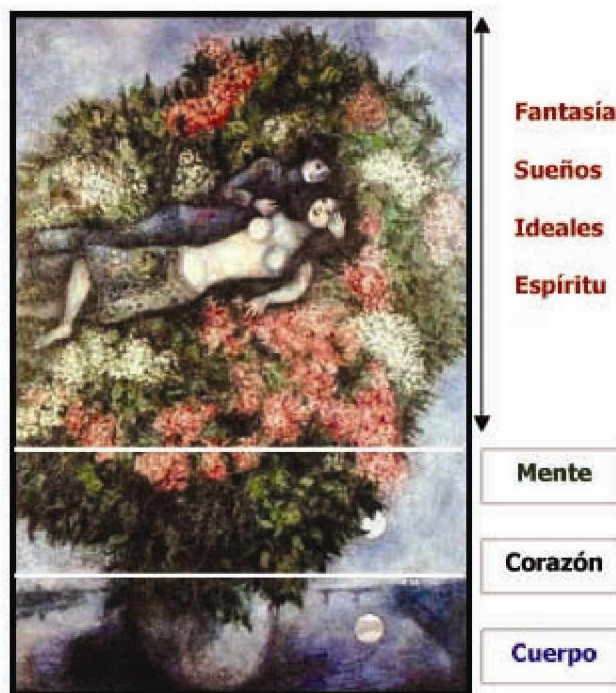 Fantasía
Sueños
Ideales
Espíritu
Mente
Corazón
Cuerpo